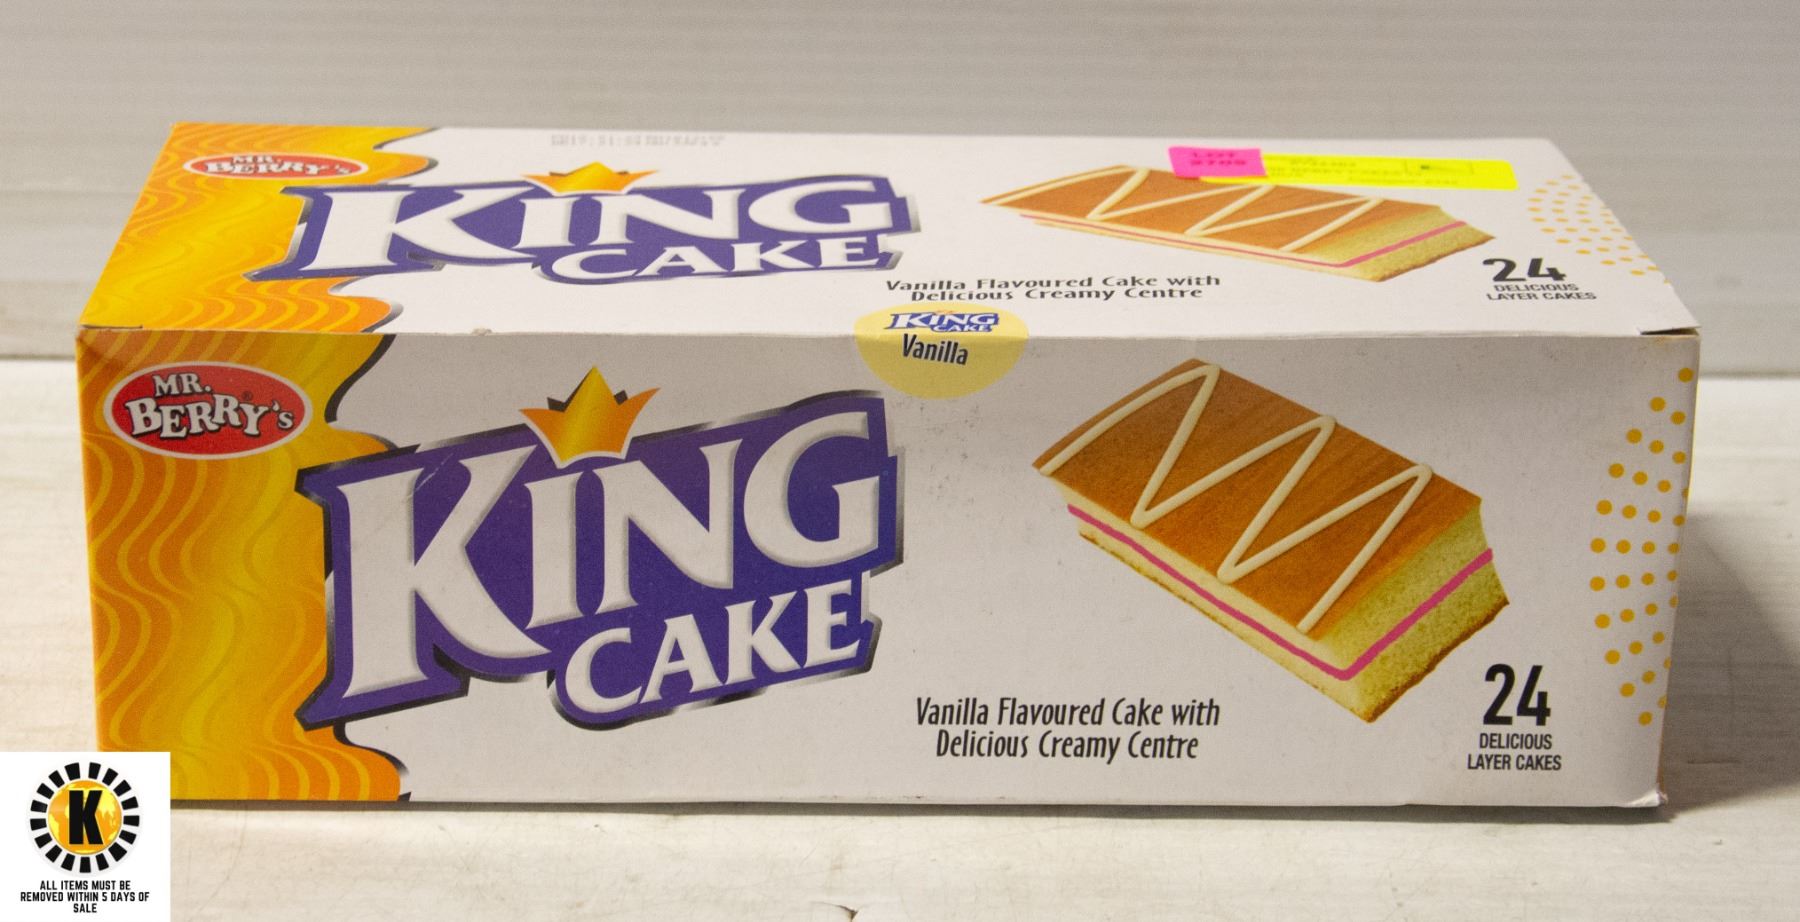 MR.
BERRY's
KING
CAKE
Vanilla Flavoured Cake with
Delicious Creamy Centre
24
DELICIOUS
LAYER CAKES
LOT
KING
CAKE
Vanilla
MR.
BERRY's
KING
CAKE
Vanilla Flavoured Cake with
Delicious Creamy Centre
24
DELICIOUS
LAYER CAKES
K
ALL ITEMS MUST BE
REMOVED WITHIN 5 DAYS OF
SALE